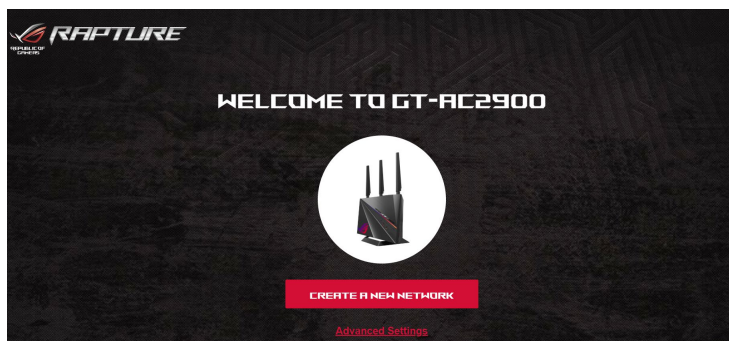 RAPTURE
REPUBLIC OF
GAMERS
WELCOME TO GT-AC2900
CREATE A NEW NETWORK
Advanced Settings